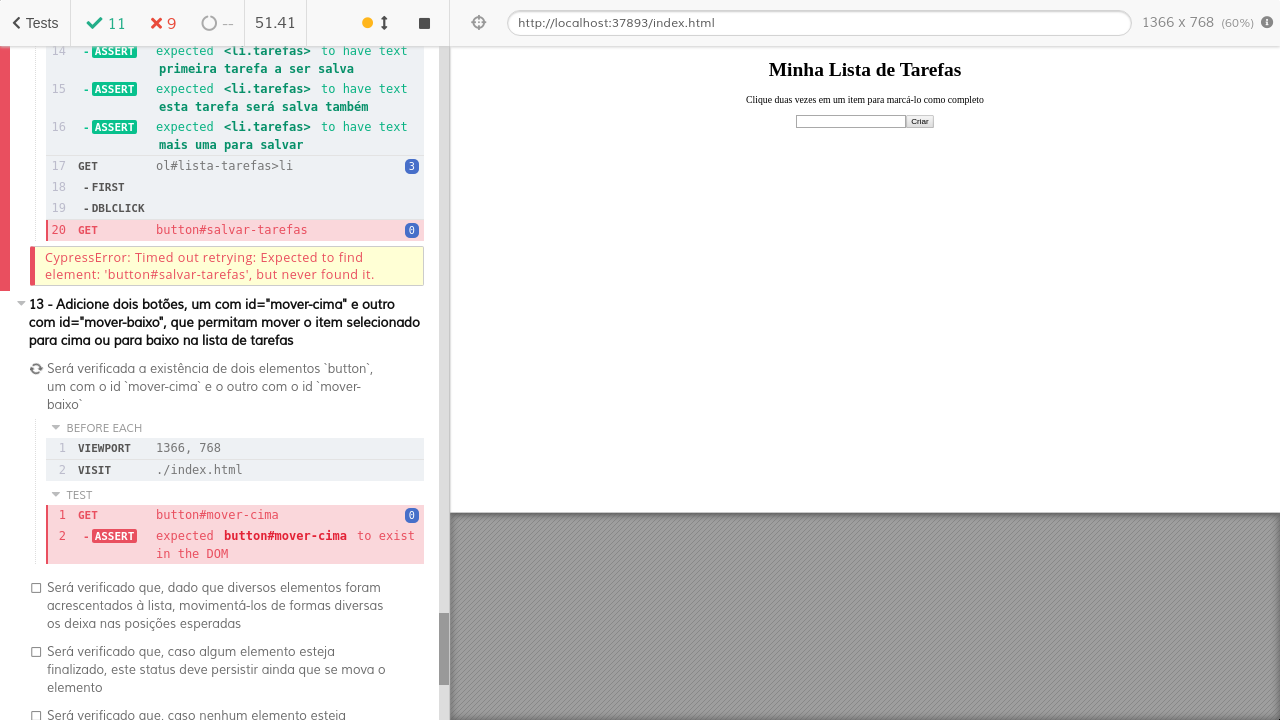 Tests
11
9
--
51.41
http://localhost:37893/index.html
1366 x 768 (60%)
14 - ASSERT expected <li.tarefas> to have text
primeira tarefa a ser salva
15 - ASSERT expected <li.tarefas> to have text
esta tarefa será salva também
16 - ASSERT expected <li.tarefas> to have text
mais uma para salvar
17 GET ol#lista-tarefas>li 3
18 - FIRST
19 - DBLCLICK
20 GET button#salvar-tarefas 0
CypressError: Timed out retrying: Expected to find
element: 'button#salvar-tarefas', but never found it.
13 - Adicione dois botões, um com id="mover-cima" e outro
com id="mover-baixo", que permitam mover o item selecionado
para cima ou para baixo na lista de tarefas
Será verificada a existência de dois elementos `button`,
um com o id `mover-cima` e o outro com o id `mover-
baixo`
BEFORE EACH
1 VIEWPORT 1366, 768
2 VISIT ./index.html
TEST
1 GET button#mover-cima 0
2 - ASSERT expected button#mover-cima to exist
in the DOM
Será verificado que, dado que diversos elementos foram
acrescentados à lista, movimentá-los de formas diversas
os deixa nas posições esperadas
Será verificado que, caso algum elemento esteja
finalizado, este status deve persistir ainda que se mova o
elemento
Será verificado que, caso nenhum elemento esteja
Minha Lista de Tarefas
Clique duas vezes em um item para marcá-lo como completo
Criar